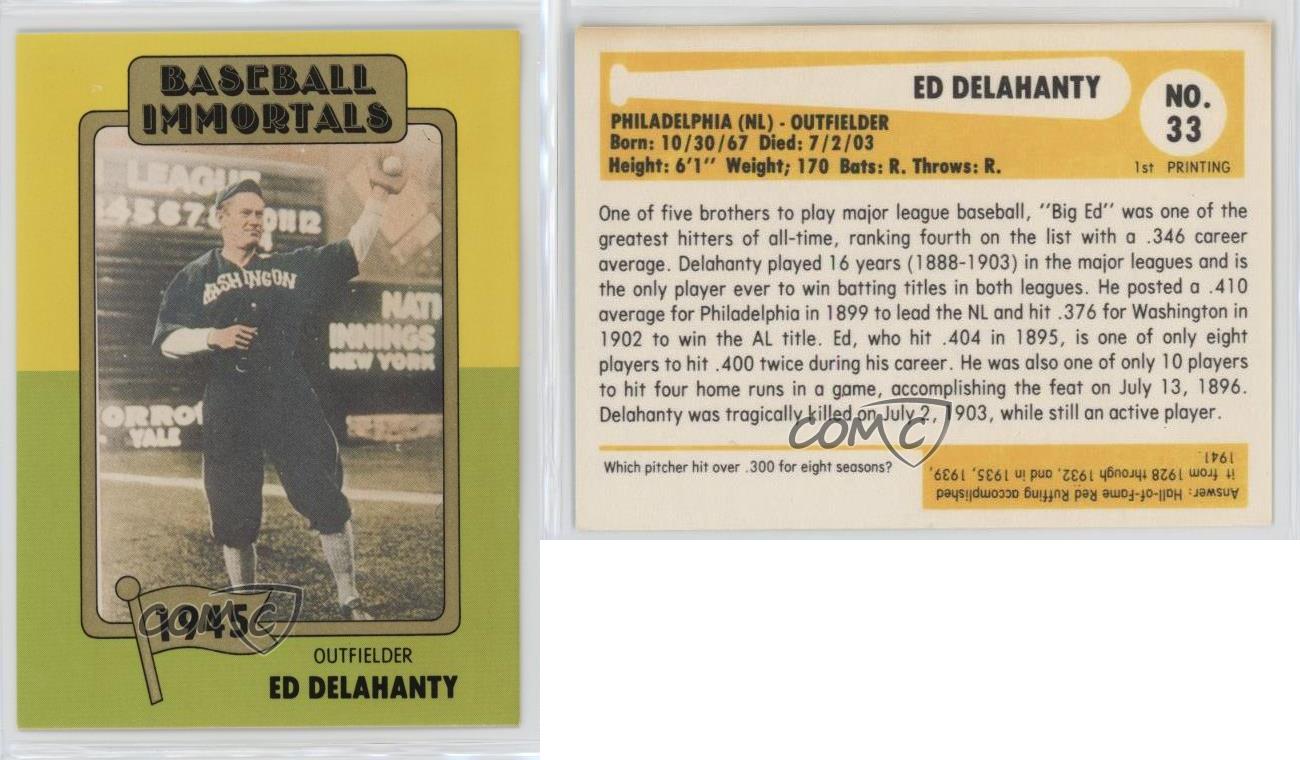 BASEBALL
IMMORTALS
LEAGUE
WASHINGTON
INNINGS
NEW YORK
YALE
1945
COMC
OUTFIELDER
ED DELAHANTY
ED DELAHANTY
NO.
33
PHILADELPHIA (NL) - OUTFIELDER
Born: 10/30/67 Died: 7/2/03
Height: 6'1" Weight; 170 Bats: R. Throws: R.
1st PRINTING
One of five brothers to play major league baseball, "Big Ed" was one of the
greatest hitters of all-time, ranking fourth on the list with a .346 career
average. Delahanty played 16 years (1888-1903) in the major leagues and is
the only player ever to win batting titles in both leagues. He posted a .410
average for Philadelphia in 1899 to lead the NL and hit .376 for Washington in
1902 to win the AL title. Ed, who hit .404 in 1895, is one of only eight
players to hit .400 twice during his career. He was also one of only 10 players
to hit four home runs in a game, accomplishing the feat on July 13, 1896.
Delahanty was tragically killed on July 2, 1903, while still an active player.
COMC
Which pitcher hit over .300 for eight seasons?
Answer: Hall-of-Fame Red Ruffing accomplished
it from 1928 through 1932, and in 1935, 1939,
1941.